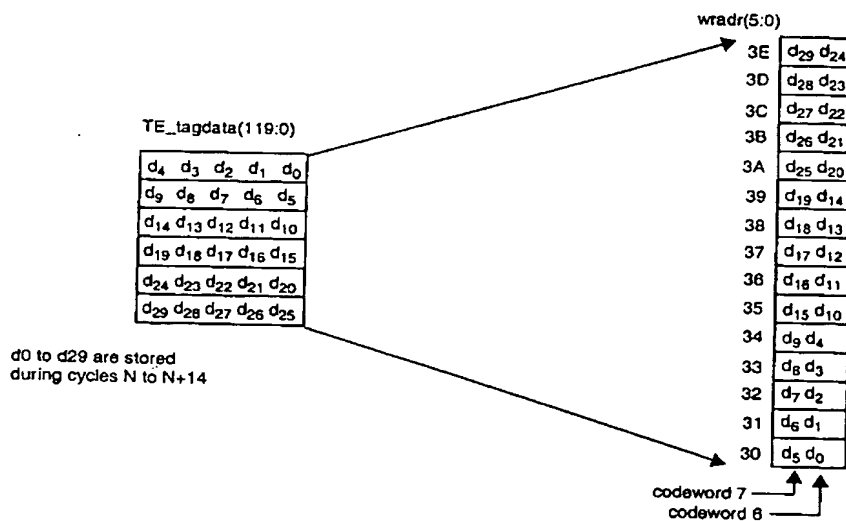 wradr(5:0)
3E d29 d24
3D d28 d23
3C d27 d22
3B d26 d21
3A d25 d20
39 d19 d14
38 d18 d13
37 d17 d12
36 d16 d11
35 d15 d10
34 d9 d4
33 d8 d3
32 d7 d2
31 d6 d1
30 d5 d0
codeword 7
codeword 6
TE_tagdata(119:0)
d4 d3 d2 d1 d0
d9 d8 d7 d6 d5
d14 d13 d12 d11 d10
d19 d18 d17 d16 d15
d24 d23 d22 d21 d20
d29 d28 d27 d26 d25
d0 to d29 are stored
during cycles N to N+14